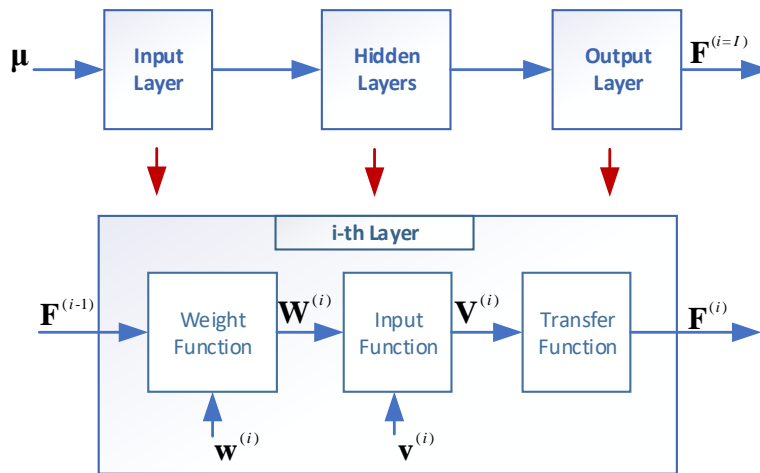 μ
Input
Layer
Hidden
Layers
Output
Layer
F^(i=I)
i-th Layer
F^(i-1)
Weight
Function
W^(i)
Input
Function
V^(i)
Transfer
Function
F^(i)
w^(i)
v^(i)